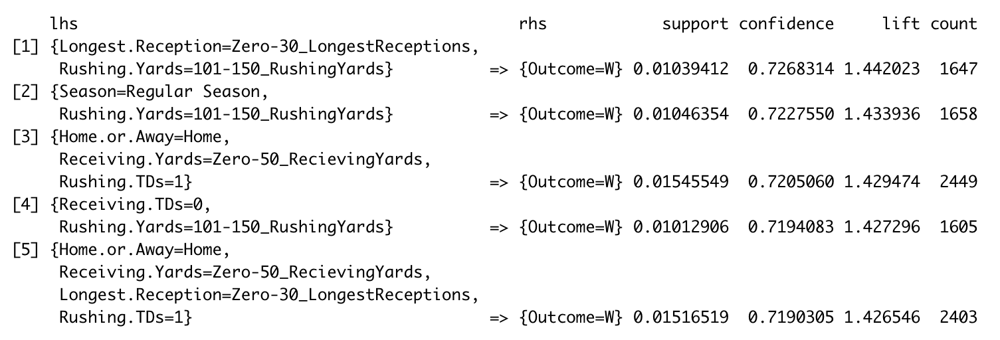 lhs rhs support confidence lift count
[1] {Longest.Reception=Zero-30_LongestReceptions,
Rushing.Yards=101-150_RushingYards} => {Outcome=W} 0.01039412 0.7268314 1.442023 1647
[2] {Season=Regular Season,
Rushing.Yards=101-150_RushingYards} => {Outcome=W} 0.01046354 0.7227550 1.433936 1658
[3] {Home.or.Away=Home,
Receiving.Yards=Zero-50_RecievingYards,
Rushing.TDs=1} => {Outcome=W} 0.01545549 0.7205060 1.429474 2449
[4] {Receiving.TDs=0,
Rushing.Yards=101-150_RushingYards} => {Outcome=W} 0.01012906 0.7194083 1.427296 1605
[5] {Home.or.Away=Home,
Receiving.Yards=Zero-50_RecievingYards,
Longest.Reception=Zero-30_LongestReceptions,
Rushing.TDs=1} => {Outcome=W} 0.01516519 0.7190305 1.426546 2403